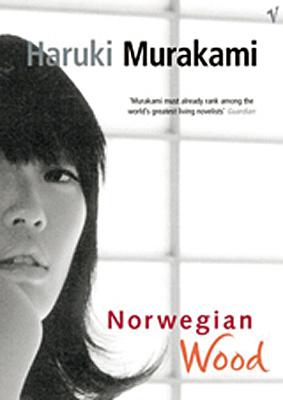 Haruki Murakami
'Murakami must already rank among the
world's greatest living novelists' Guardian
Norwegian
Wood